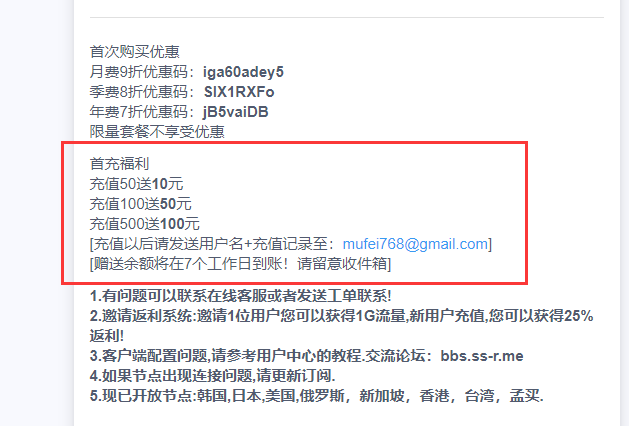 首次购买优惠
月费9折优惠码：iga60adey5
季费8折优惠码：SIX1RXFo
年费7折优惠码：jB5vaiDB
限量套餐不享受优惠
首充福利
充值50送10元
充值100送50元
充值500送100元
[充值以后请发送用户名+充值记录至：mufei768@gmail.com]
[赠送余额将在7个工作日到账！请留意收件箱]
1.有问题可以联系在线客服或者发送工单联系!
2.邀请返利系统:邀请1位用户您可以获得1G流量,新用户充值,您可以获得25%
返利!
3.客户端配置问题,请参考用户中心的教程.交流论坛：bbs.ss-r.me
4.如果节点出现连接问题,请更新订阅.
5.现已开放节点:韩国,日本,美国,俄罗斯，新加坡，香港，台湾，孟买.